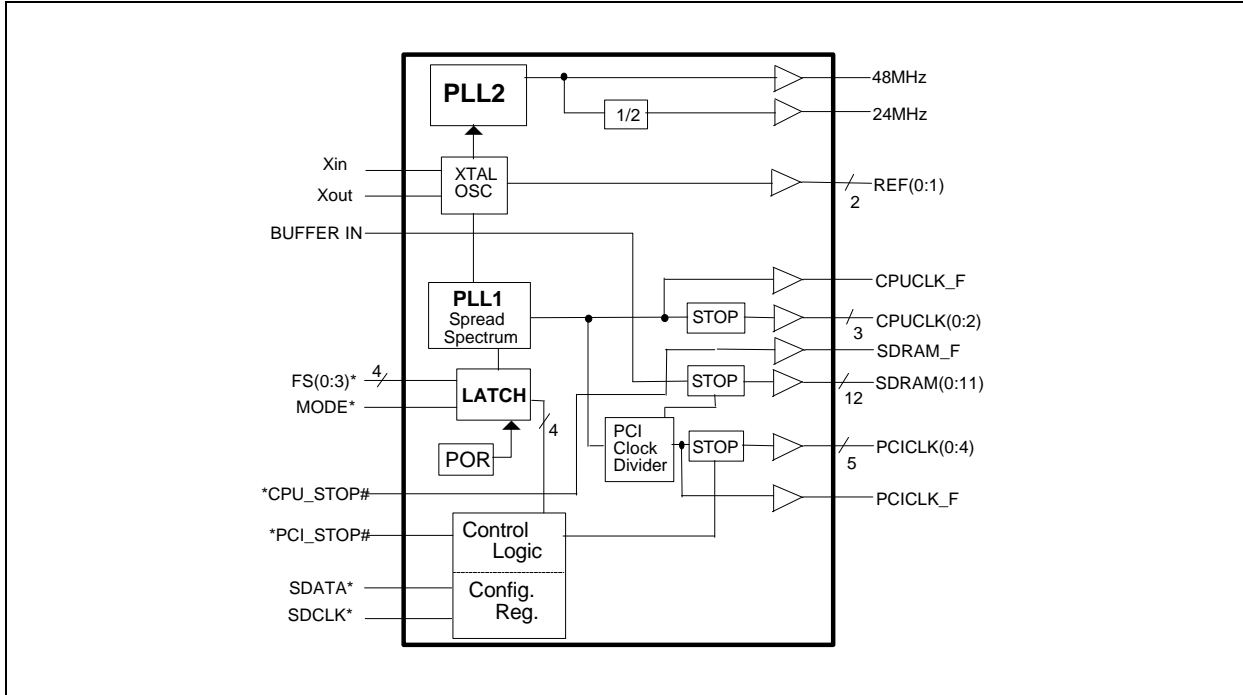 PLL2
48MHz
1/2
24MHz
Xin
XTAL
OSC
Xout
REF(0:1)
2
BUFFER IN
CPUCLK_F
PLL1
Spread
Spectrum
STOP
CPUCLK(0:2)
3
SDRAM_F
FS(0:3)*
4
LATCH
STOP
SDRAM(0:11)
12
MODE*
4
PCI
Clock
Divider
STOP
PCICLK(0:4)
5
POR
*CPU_STOP#
PCICLK_F
*PCI_STOP#
Control
Logic
SDATA*
Config.
Reg.
SDCLK*